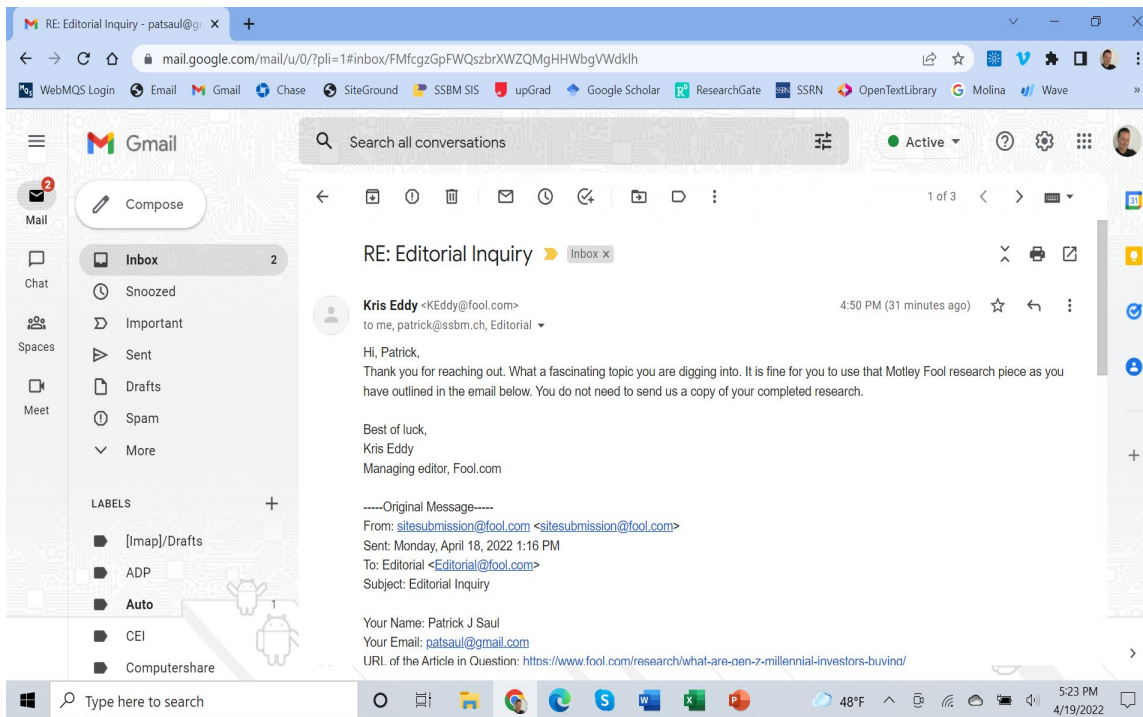 RE: Editorial Inquiry - patsaul@gr
mail.google.com/mail/u/0/?pli=1#inbox/FMfcgzGpFWQszbrXWZQMgHHWbgVWdklh
WebMQS Login Email Gmail Chase SiteGround SSBM SIS upGrad Google Scholar ResearchGate SSRN OpenTextLibrary Molina Wave »
Gmail
Search all conversations
Active
2
Mail
Chat
Spaces
Meet
Compose
Inbox 2
Snoozed
Important
Sent
Drafts
Spam
More
LABELS
[Imap]/Drafts
ADP
Auto 1
CEI
Computershare
1 of 3
31
RE: Editorial Inquiry Inbox x
Kris Eddy <KEddy@fool.com> 4:50 PM (31 minutes ago)
to me, patrick@ssbm.ch, Editorial
Hi, Patrick,
Thank you for reaching out. What a fascinating topic you are digging into. It is fine for you to use that Motley Fool research piece as you
have outlined in the email below. You do not need to send us a copy of your completed research.
Best of luck,
Kris Eddy
Managing editor, Fool.com
-----Original Message-----
From: sitesubmission@fool.com <sitesubmission@fool.com>
Sent: Monday, April 18, 2022 1:16 PM
To: Editorial <Editorial@fool.com>
Subject: Editorial Inquiry
Your Name: Patrick J Saul
Your Email: patsaul@gmail.com
URL of the Article in Question: https://www.fool.com/research/what-are-gen-z-millennial-investors-buying/
Type here to search
48°F
5:23 PM
4/19/2022